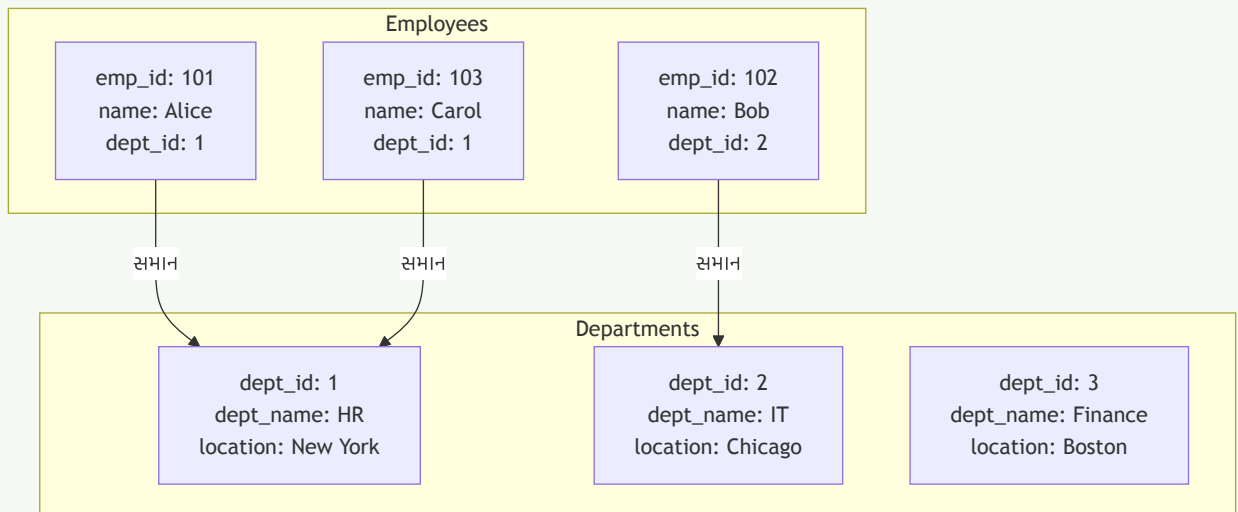 Employees
emp_id: 101
name: Alice
dept_id: 1
emp_id: 103
name: Carol
dept_id: 1
emp_id: 102
name: Bob
dept_id: 2
સમાન
સમાન
સમાન
Departments
dept_id: 1
dept_name: HR
location: New York
dept_id: 2
dept_name: IT
location: Chicago
dept_id: 3
dept_name: Finance
location: Boston